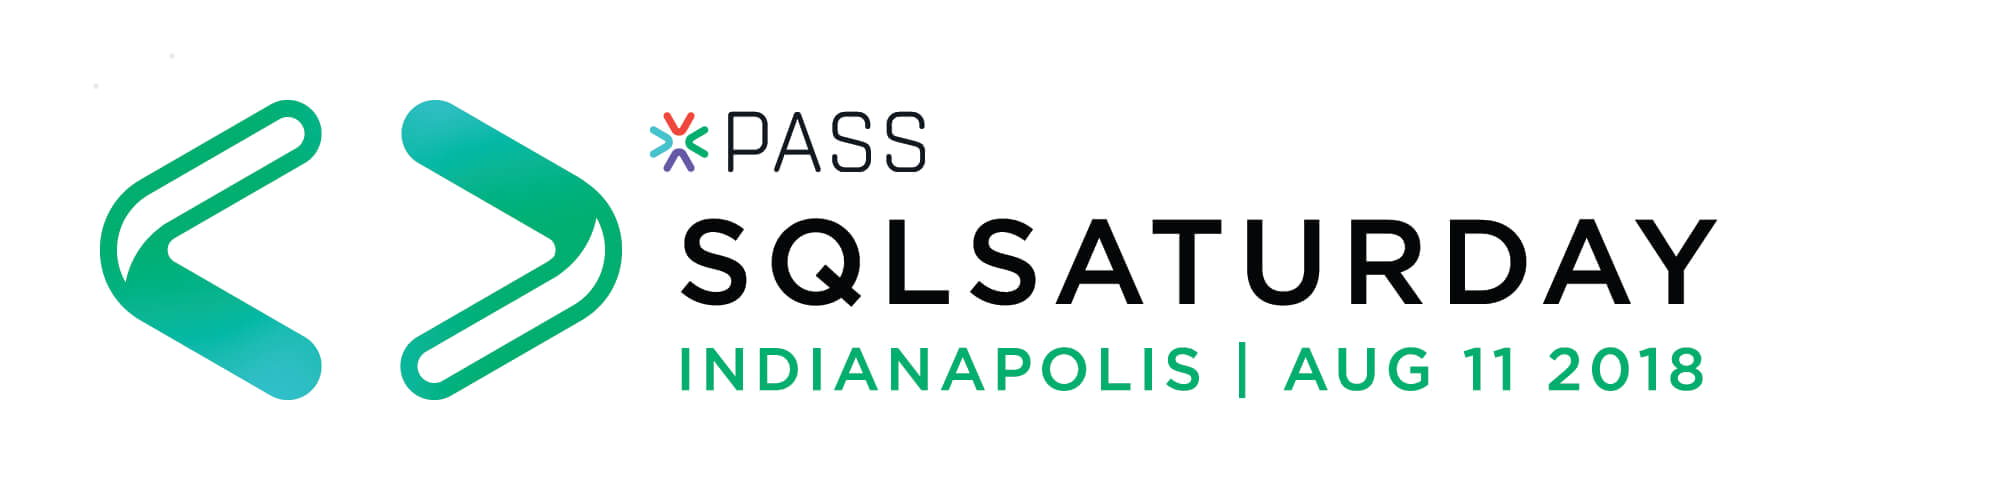 PASS
SQLSATURDAY
INDIANAPOLIS | AUG 11 2018